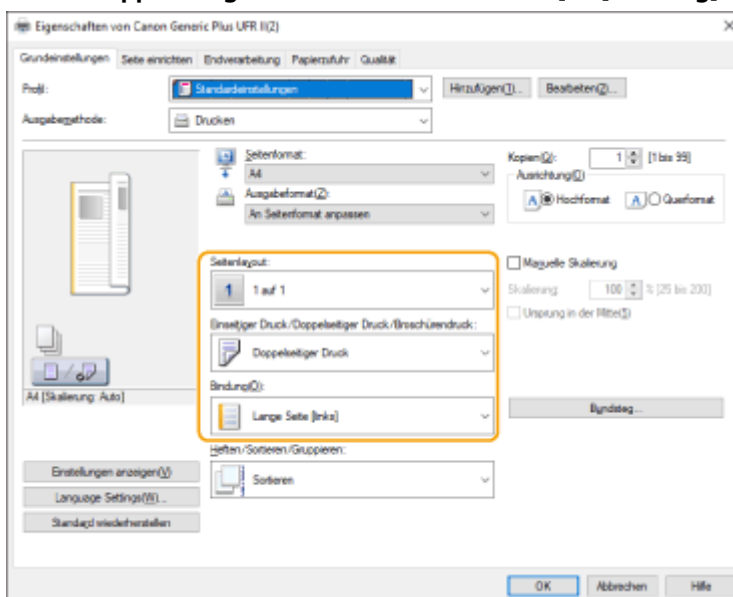 Eigenschaften von Canon Generic Plus UFR II(2)
Grundeinstellungen Seite einrichten Endverarbeitung Papierzufuhr Qualität
Profil: Standardeinstellungen Hinzufügen(1)... Bearbeiten(2)...
Ausgabemethode: Drucken
Seitenformat: Kopien(Q): 1 [1 bis 99]
A4 Ausrichtung(O)
Ausgabeformat(Z): A Hochformat A Querformat
An Seitenformat anpassen
Seitenlayout: Manuelle Skalierung
1 1 auf 1 Skalierung: 100 % [25 bis 200]
Einseitiger Druck/Doppelseitiger Druck/Broschürendruck: Ursprung in der Mitte(S)
Doppelseitiger Druck
A4 [Skalierung: Auto] Bindung(O):
Lange Seite [links] Bundsteg...
Heften/Sortieren/Gruppieren:
Einstellungen anzeigen(V) Sortieren
Language Settings(W)...
Standard wiederherstellen
OK Abbrechen Hilfe